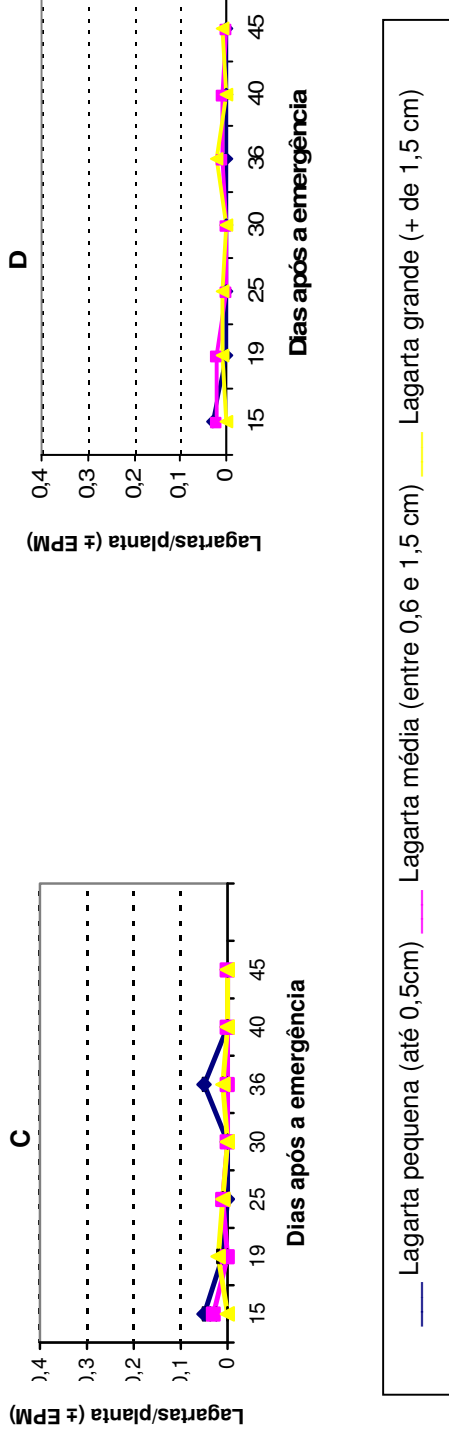 C
0,4
0,3
0,2
0,1
0
Lagartas/planta (± EPM)
15 19 25 30 36 40 45
Dias após a emergência
D
0,4
0,3
0,2
0,1
0
Lagartas/planta (± EPM)
15 19 25 30 36 40 45
Dias após a emergência
Lagarta pequena (até 0,5cm) Lagarta média (entre 0,6 e 1,5 cm) Lagarta grande (+ de 1,5 cm)